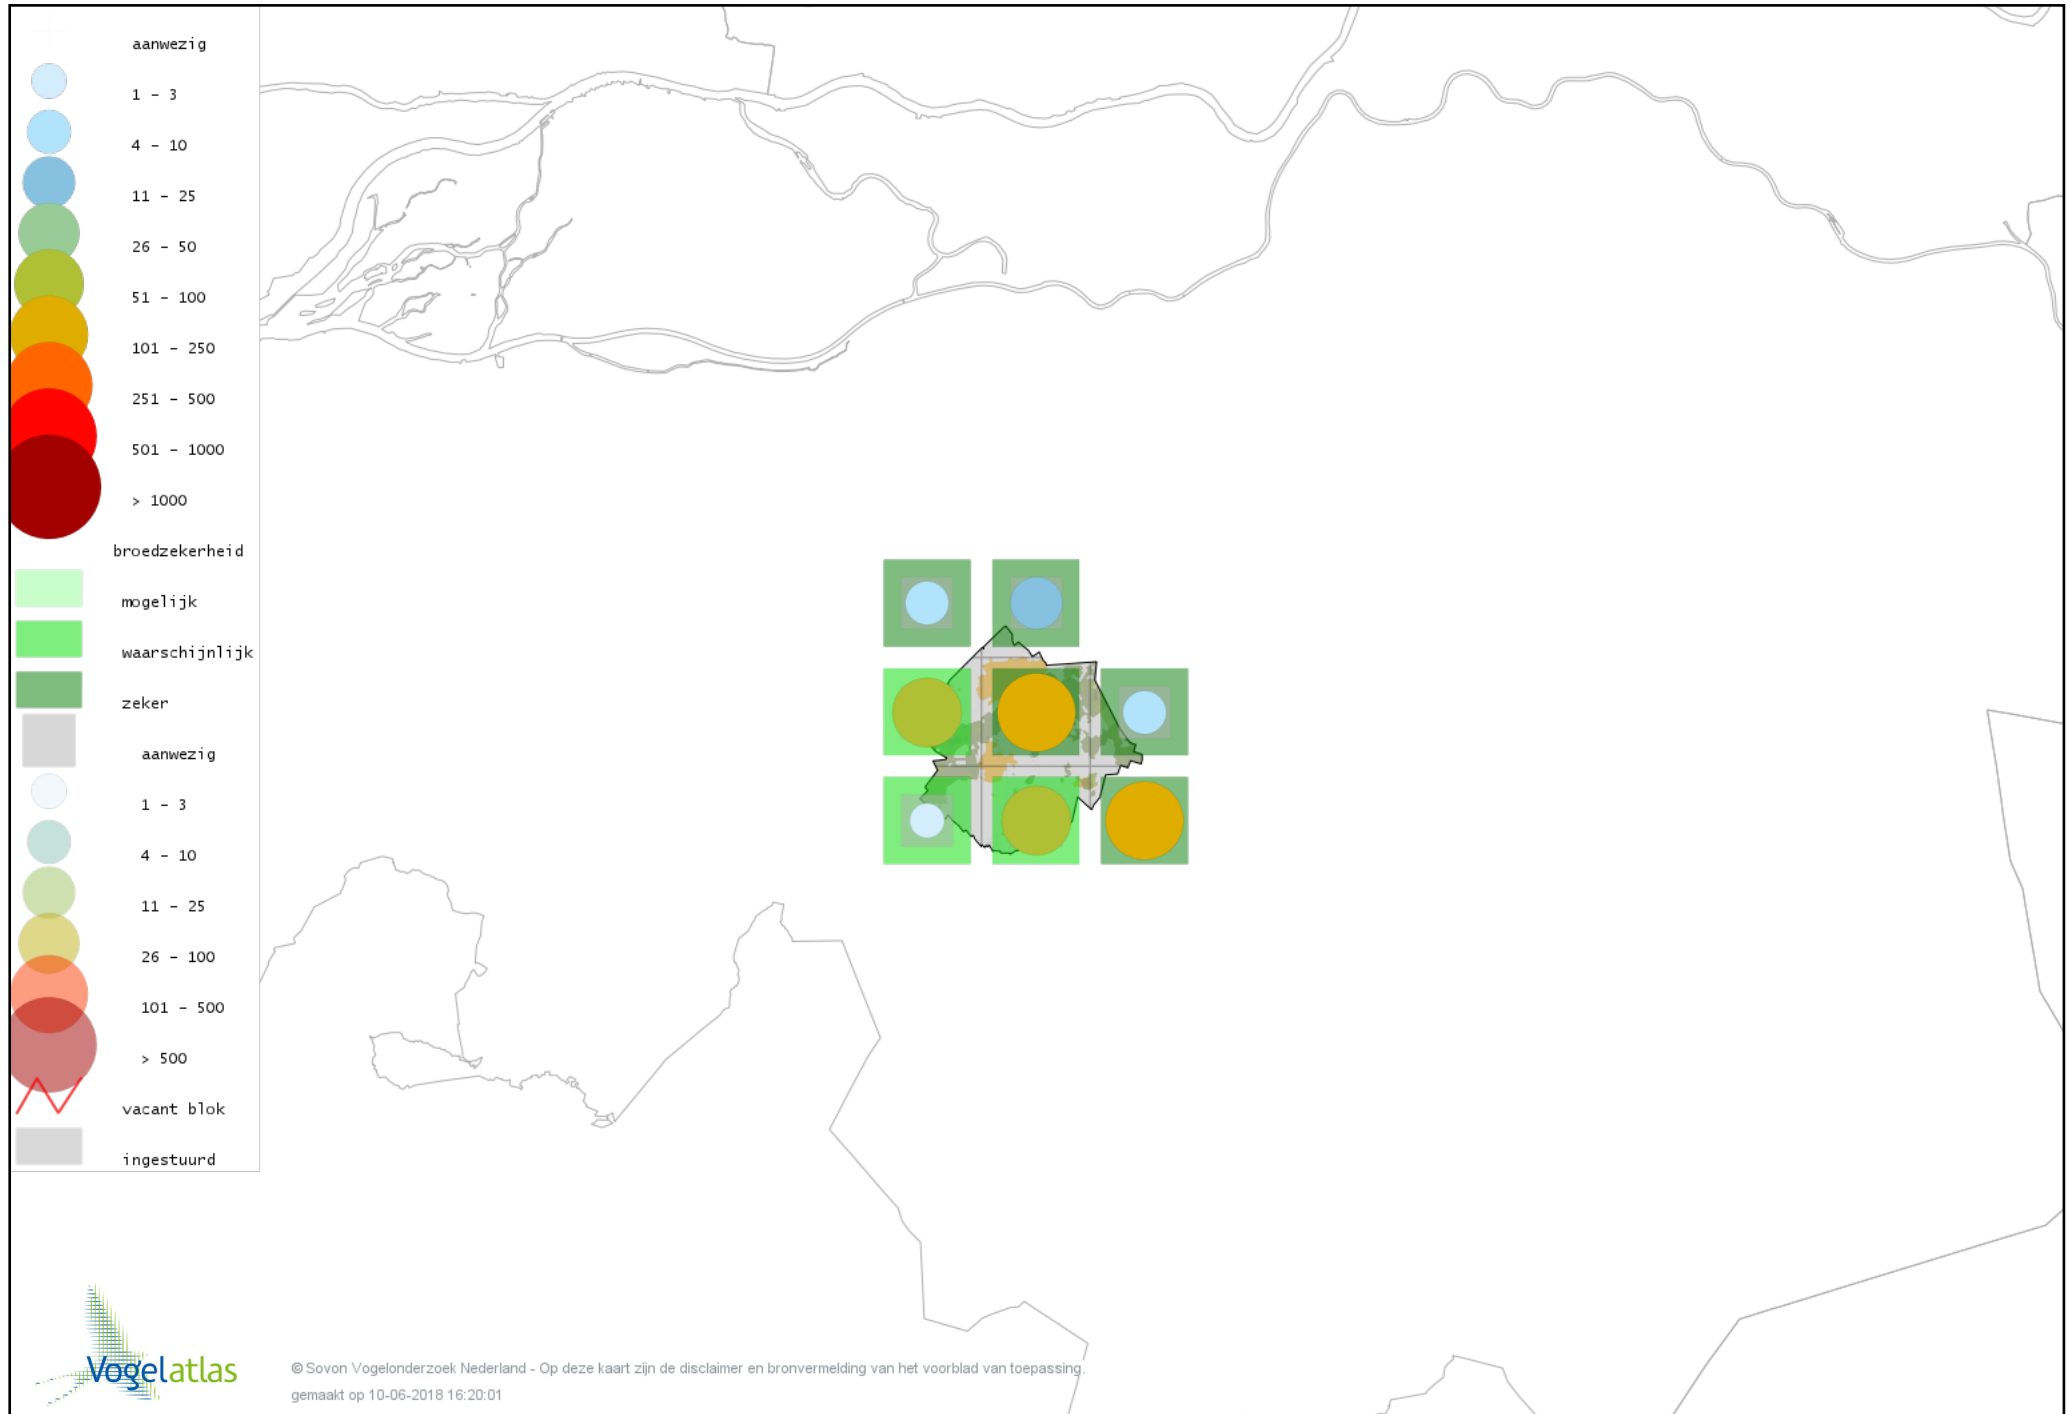 aanwezig
1 - 3
4 - 10
11 - 25
26 - 50
51 - 100
101 - 250
251 - 500
501 - 1000
> 1000
broedzekerheid
mogelijk
waarschijnlijk
zeker
aanwezig
1 - 3
4 - 10
11 - 25
26 - 100
101 - 500
> 500
vacant blok
ingestuurd
Vogelatlas
© Sovon Vogelonderzoek Nederland - Op deze kaart zijn de disclaimer en bronvermelding van het voorblad van toepassing.
gemaakt op 10-06-2018 16:20:01